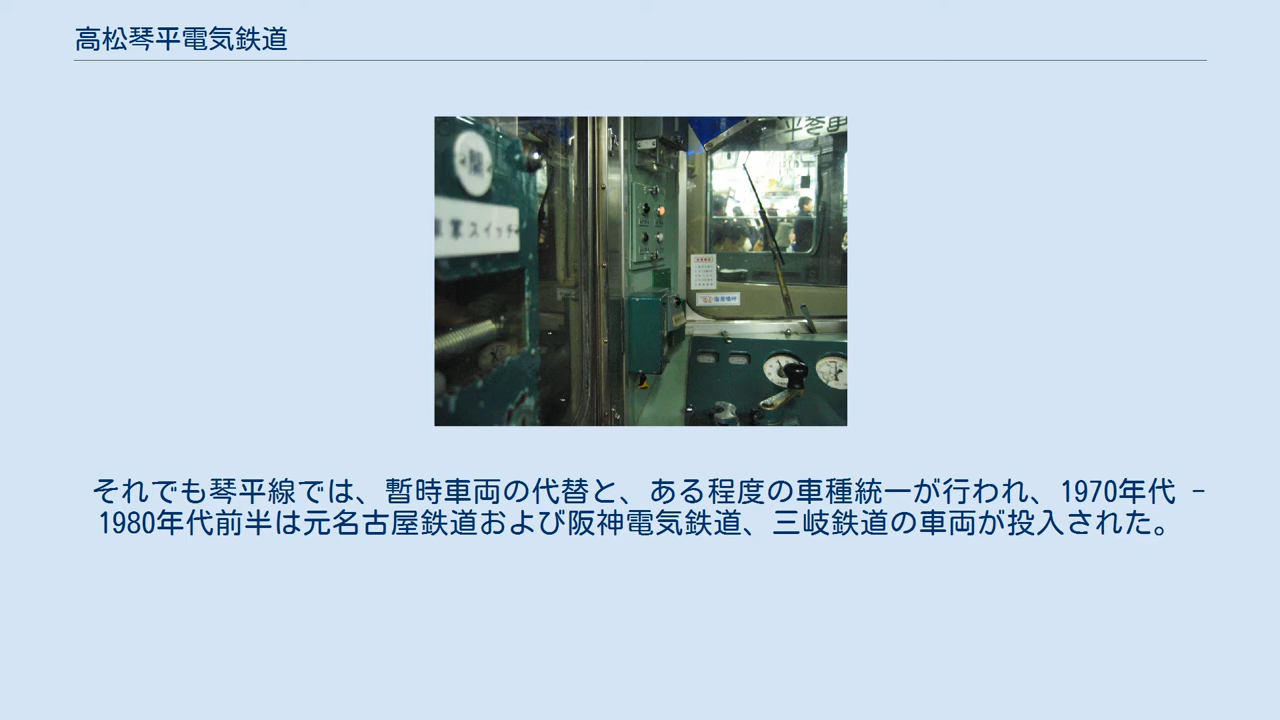 高松琴平電気鉄道
スイッチ
それでも琴平線では、暫時車両の代替と、ある程度の車種統一が行われ、1970年代 -
1980年代前半は元名古屋鉄道および阪神電気鉄道、三岐鉄道の車両が投入された。